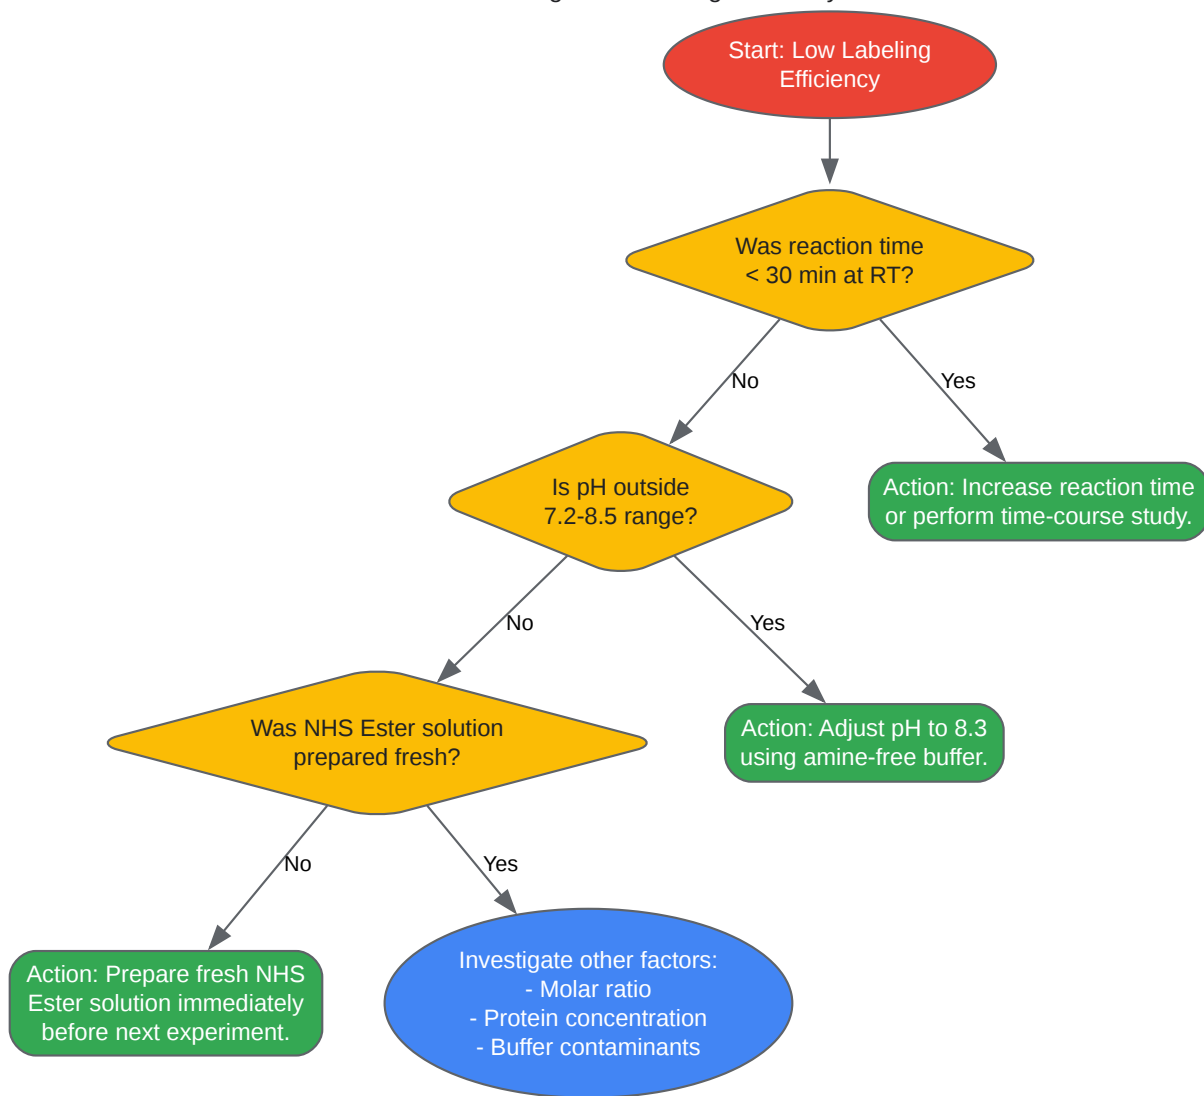 Start: Low Labeling
Efficiency
Was reaction time
< 30 min at RT?
No
Yes
Is pH outside
7.2-8.5 range?
Action: Increase reaction time
or perform time-course study.
No
Yes
Was NHS Ester solution
prepared fresh?
Action: Adjust pH to 8.3
using amine-free buffer.
No
Yes
Action: Prepare fresh NHS
Ester solution immediately
before next experiment.
Investigate other factors:
- Molar ratio
- Protein concentration
- Buffer contaminants